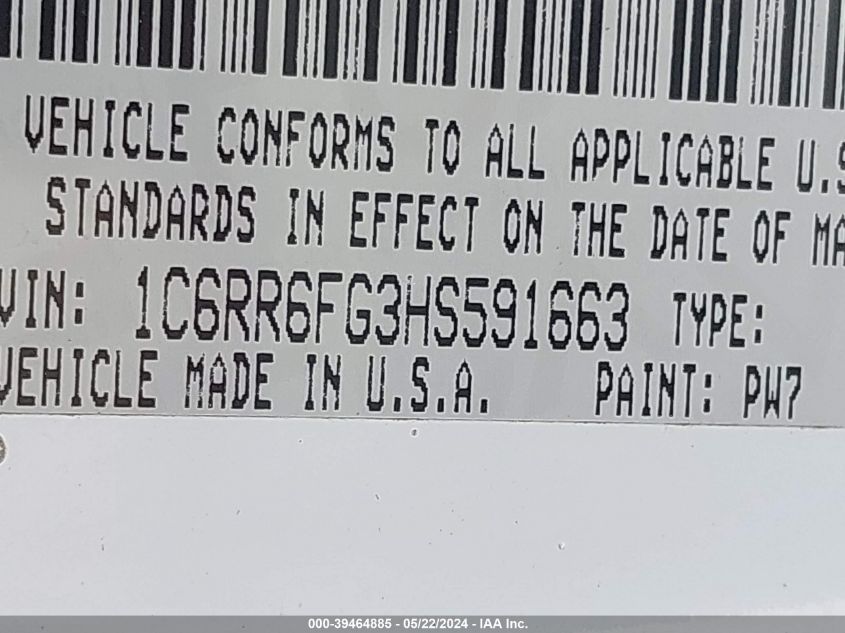 VEHICLE CONFORMS TO ALL APPLICABLE U.S
STANDARDS IN EFFECT ON THE DATE OF MA
VIN: 1C6RR6FG3HS591663 TYPE:
VEHICLE MADE IN U.S.A. PAINT: PW7
000-39464885 - 05/22/2024 - IAA Inc.